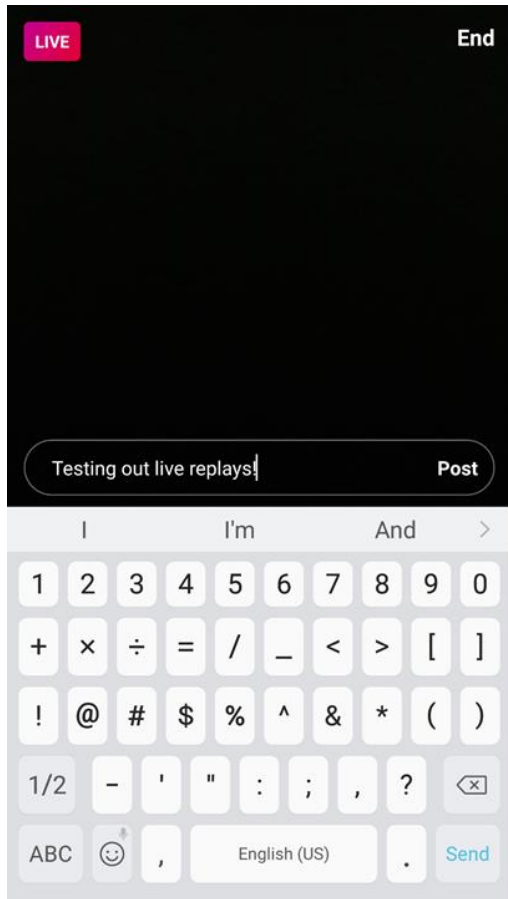 LIVE End
Testing out live replays! Post
I I'm And >
1 2 3 4 5 6 7 8 9 0
+ × ÷ = / _ < > [ ]
! @ # $ % ^ & * ( )
1/2 - ' " : ; , ?
ABC , English (US) . Send